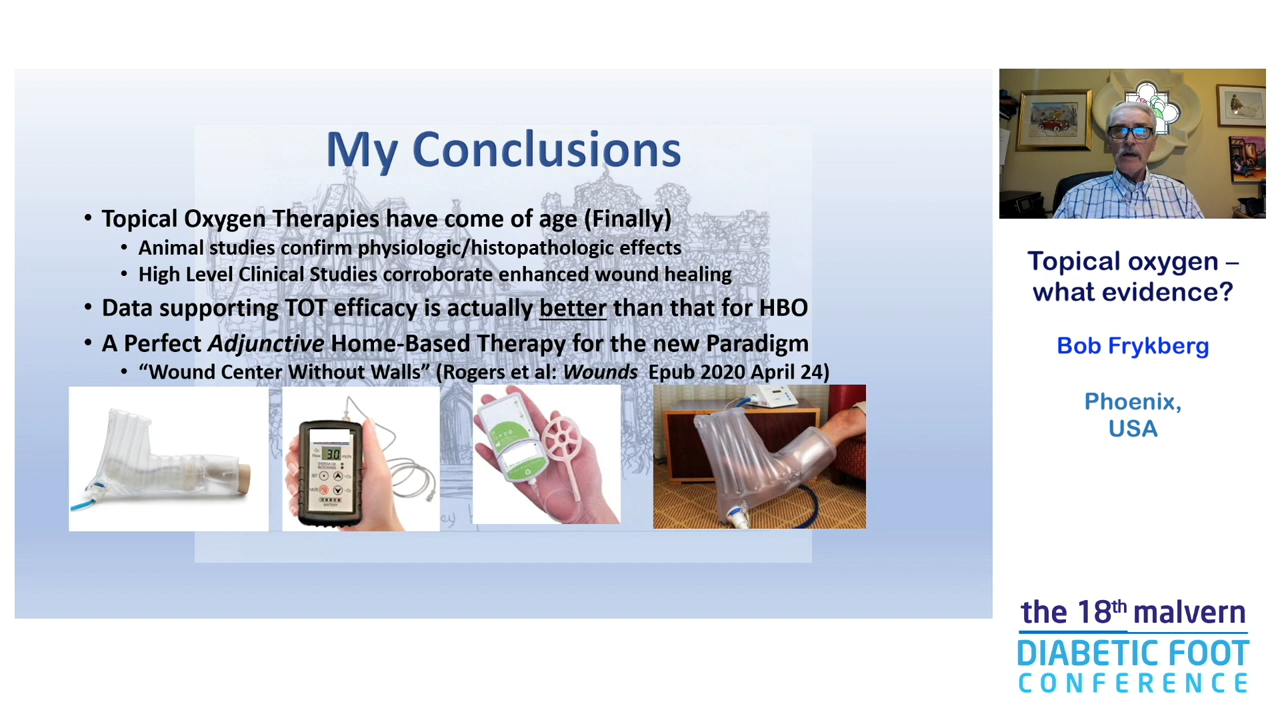 My Conclusions
• Topical Oxygen Therapies have come of age (Finally)
• Animal studies confirm physiologic/histopathologic effects
• High Level Clinical Studies corroborate enhanced wound healing
• Data supporting TOT efficacy is actually better than that for HBO
• A Perfect Adjunctive Home-Based Therapy for the new Paradigm
• “Wound Center Without Walls” (Rogers et al: Wounds Epub 2020 April 24)
3.0
Topical oxygen –
what evidence?
Bob Frykberg
Phoenix,
USA
the 18th malvern
DIABETIC FOOT
CONFERENCE